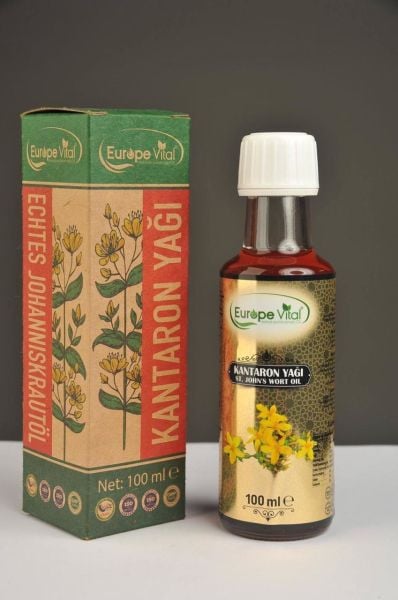 Europe Vital
ECHTES JOHANNISKRAUTÖL
Europe Vital
KANTARON YAĞI
Net: 100 ml e
Europe Vital
KANTARON YAĞI
ST. JOHN'S WORT OIL
100 ml e